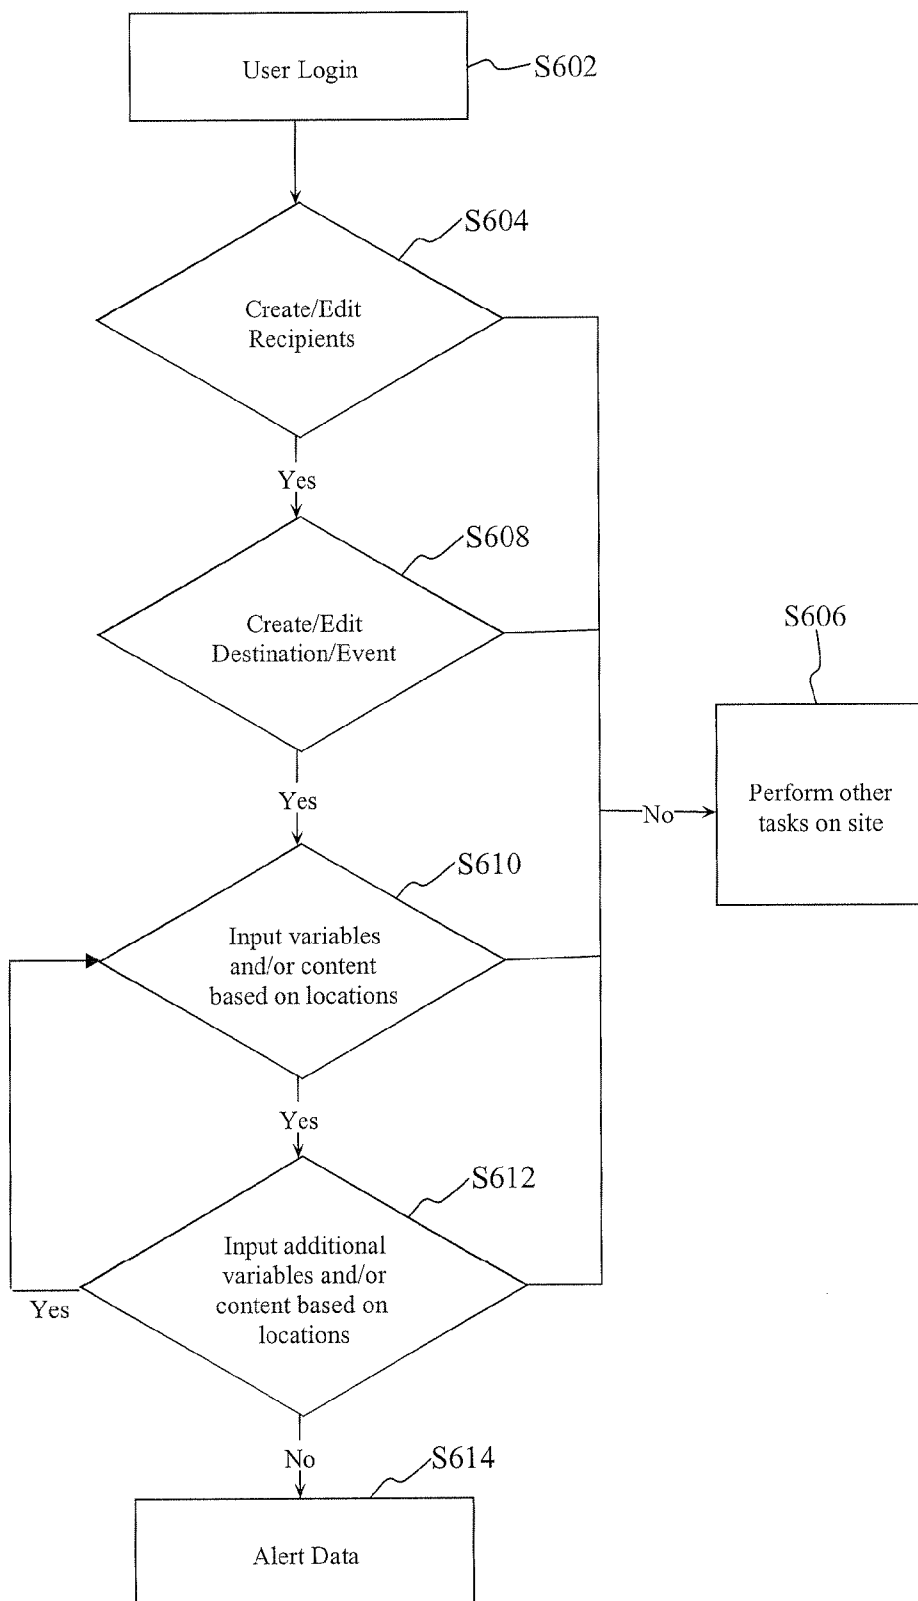 User Login
S602
S604
Create/Edit
Recipients
Yes
S608
Create/Edit
Destination/Event
S606
Perform other
tasks on site
Yes
No
S610
Input variables
and/or content
based on locations
Yes
S612
Input additional
variables and/or
content based on
locations
Yes
No
S614
Alert Data